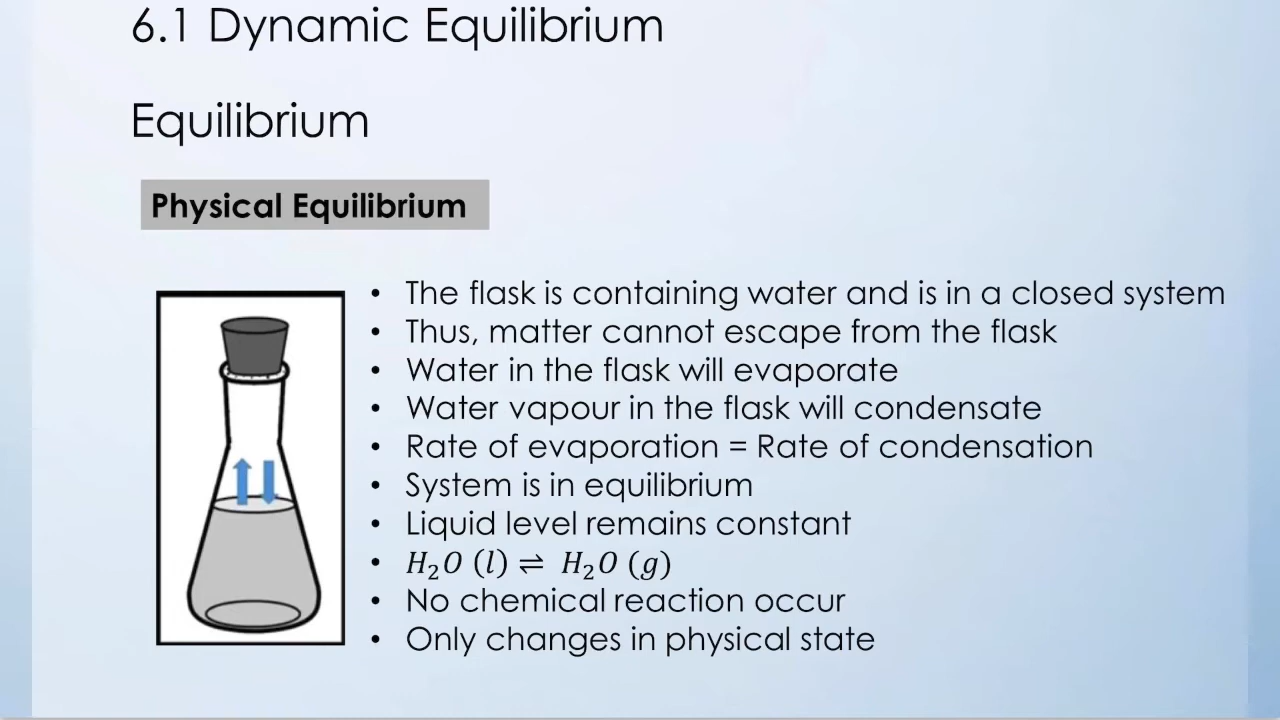 6.1 Dynamic Equilibrium
Equilibrium
Physical Equilibrium
• The flask is containing water and is in a closed system
• Thus, matter cannot escape from the flask
• Water in the flask will evaporate
• Water vapour in the flask will condensate
• Rate of evaporation = Rate of condensation
• System is in equilibrium
• Liquid level remains constant
• H₂O (l) ⇌ H₂O (g)
• No chemical reaction occur
• Only changes in physical state